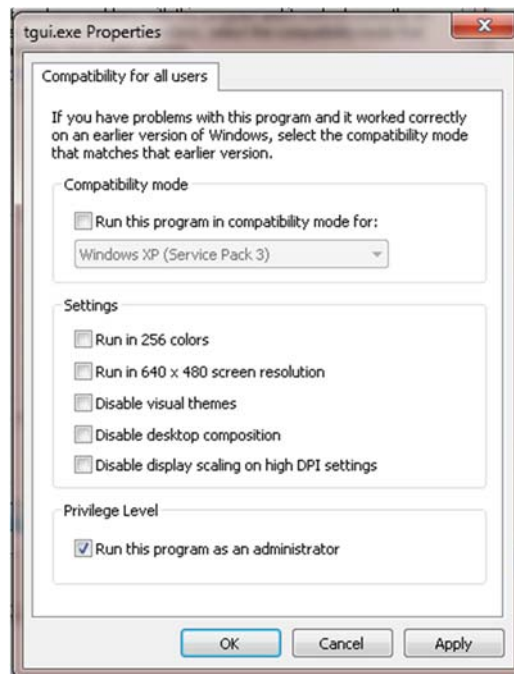 tgui.exe Properties
Compatibility for all users
If you have problems with this program and it worked correctly
on an earlier version of Windows, select the compatibility mode
that matches that earlier version.
Compatibility mode
Run this program in compatibility mode for:
Windows XP (Service Pack 3)
Settings
Run in 256 colors
Run in 640 x 480 screen resolution
Disable visual themes
Disable desktop composition
Disable display scaling on high DPI settings
Privilege Level
Run this program as an administrator
OK Cancel Apply